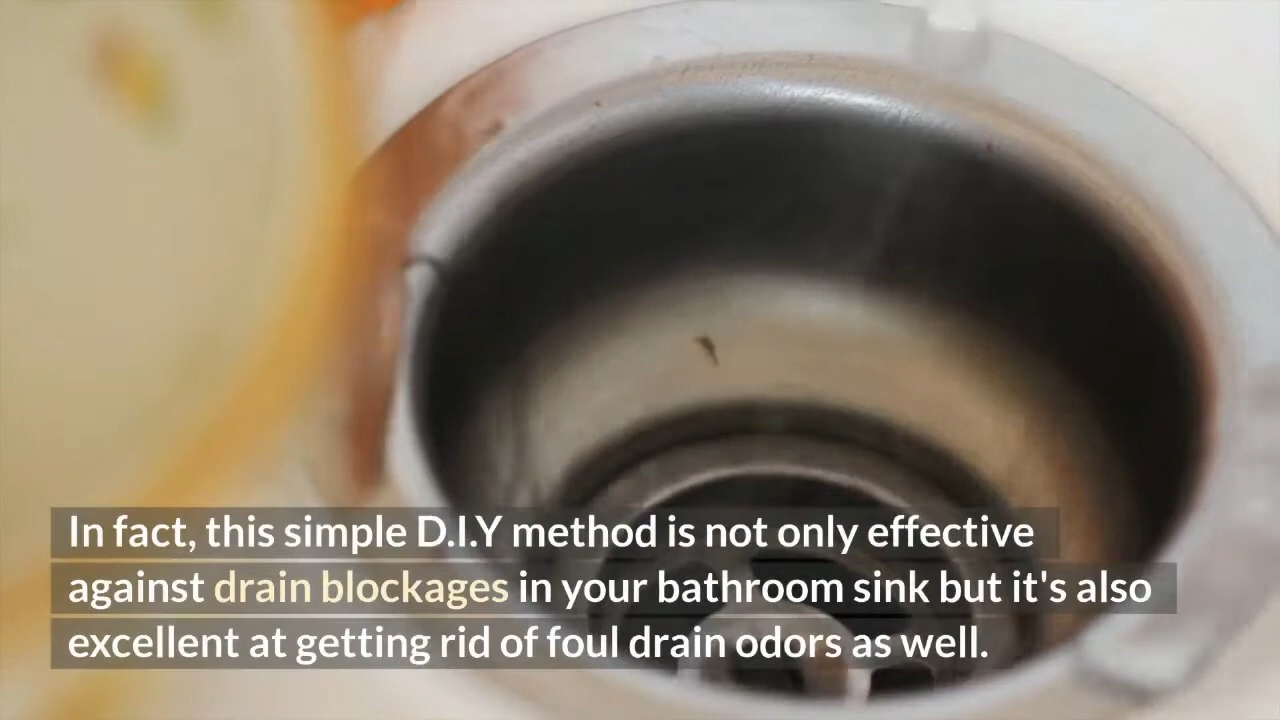 In fact, this simple D.I.Y method is not only effective
against drain blockages in your bathroom sink but it's also
excellent at getting rid of foul drain odors as well.